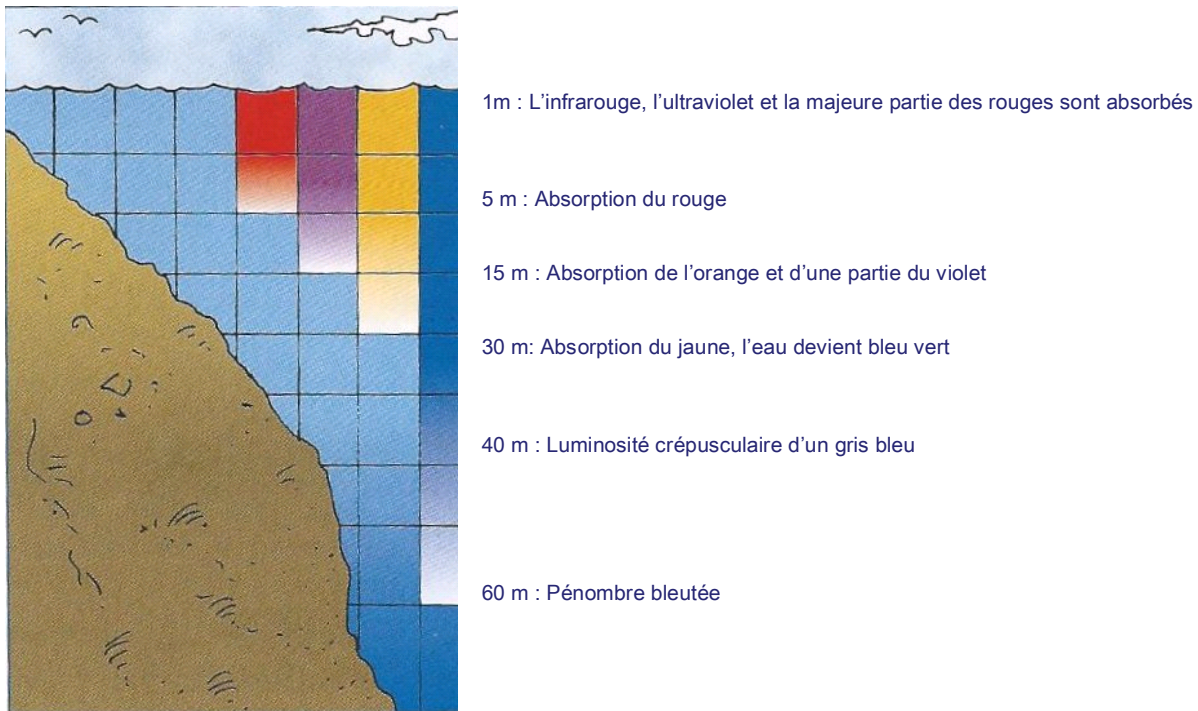 1m : L’infrarouge, l’ultraviolet et la majeure partie des rouges sont absorbés
5 m : Absorption du rouge
15 m : Absorption de l’orange et d’une partie du violet
30 m: Absorption du jaune, l’eau devient bleu vert
40 m : Luminosité crépusculaire d’un gris bleu
60 m : Pénombre bleutée